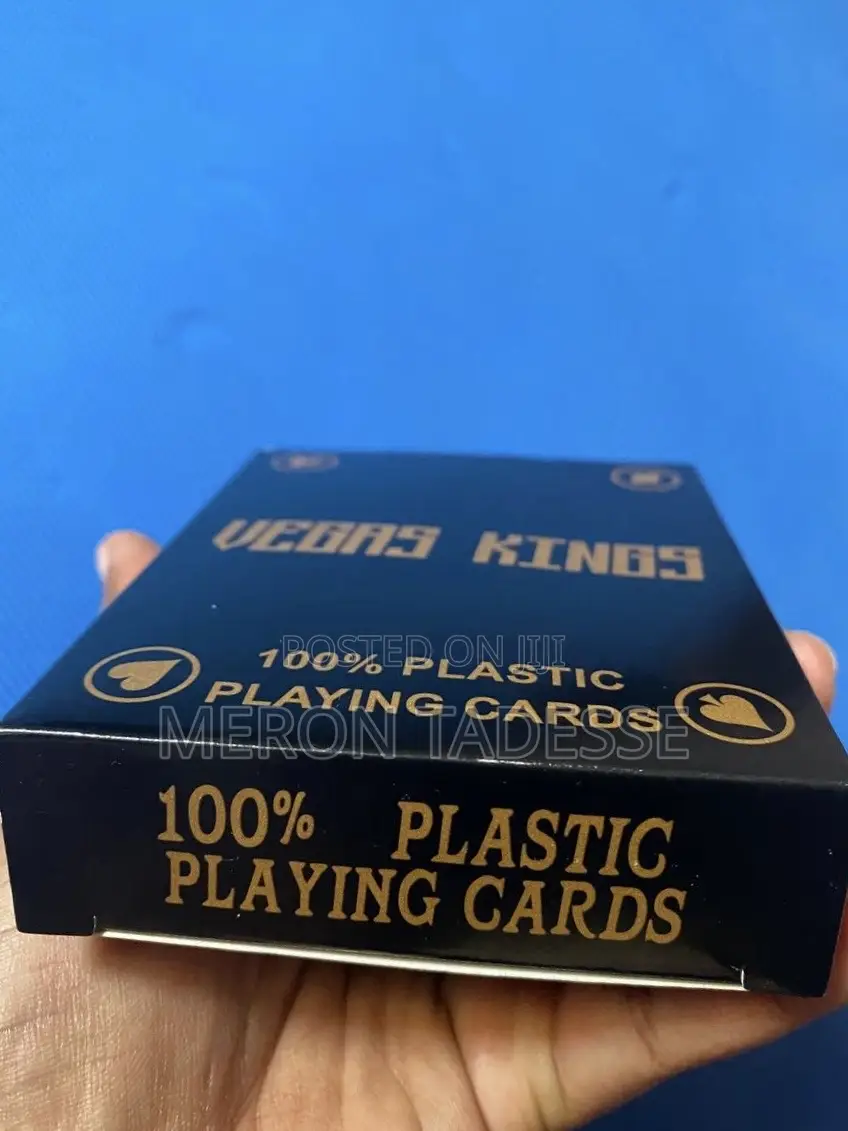 VEGAS KINGS
POSTED ON JIJI
100% PLASTIC
PLAYING CARDS
MERON TADESSE
100% PLASTIC
PLAYING CARDS